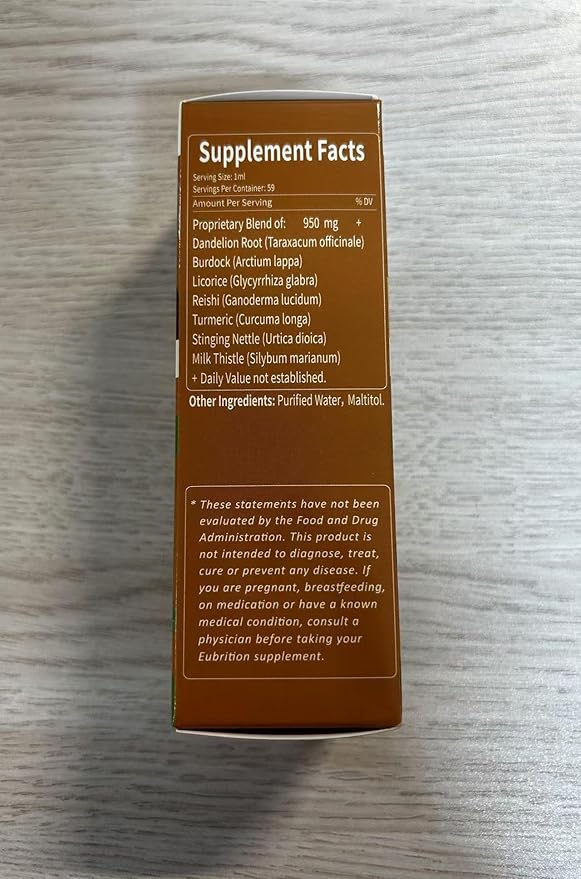 Supplement Facts
Serving Size: 1ml
Servings Per Container: 59
Amount Per Serving % DV
Proprietary Blend of: 950 mg +
Dandelion Root (Taraxacum officinale)
Burdock (Arctium lappa)
Licorice (Glycyrrhiza glabra)
Reishi (Ganoderma lucidum)
Turmeric (Curcuma longa)
Stinging Nettle (Urtica dioica)
Milk Thistle (Silybum marianum)
+ Daily Value not established.
Other Ingredients: Purified Water, Maltitol.
* These statements have not been
evaluated by the Food and Drug
Administration. This product is
not intended to diagnose, treat,
cure or prevent any disease. If
you are pregnant, breastfeeding,
on medication or have a known
medical condition, consult a
physician before taking your
Eubrition supplement.